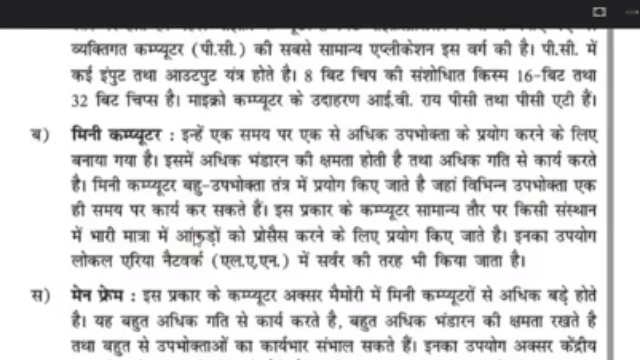 व्यक्तिगत कम्प्यूटर (पी.सी.) की सबसे सामान्य एप्लीकेशन इस वर्ग की है। पी.सी. में
कई इंपुट तथा आउटपुट यंत्र होते है। 8 बिट चिप की संशोधित किस्म 16-बिट तथा
32 बिट चिप्स है। माइक्रो कम्प्यूटर के उदाहरण आई.वी. राय पीसी तथा पीसी एटी हैं।
ब) मिनी कम्प्यूटर : इन्हें एक समय पर एक से अधिक उपभोक्ता के प्रयोग करने के लिए
बनाया गया है। इसमें अधिक भंडारन की क्षमता होती है तथा अधिक गति से कार्य करते
है। मिनी कम्प्यूटर बहु-उपभोक्ता तंत्र में प्रयोग किए जाते है जहां विभिन्न उपभोक्ता एक
ही समय पर कार्य कर सकते हैं। इस प्रकार के कम्प्यूटर सामान्य तौर पर किसी संस्थान
में भारी मात्रा में आंकड़ों को प्रोसैस करने के लिए प्रयोग किए जाते है। इनका उपयोग
लोकल एरिया नैटवर्क (एल.ए.एन.) में सर्वर की तरह भी किया जाता है।
स) मेन फ्रेम : इस प्रकार के कम्प्यूटर अक्सर मैमोरी में मिनी कम्प्यूटरों से अधिक बड़े होते
है। यह बहुत अधिक गति से कार्य करते है, बहुत अधिक भंडारन की क्षमता रखते है
तथा बहुत से उपभोक्ताओं का कार्यभार संभाल सकते हैं। इनका उपयोग अक्सर केंद्रीय